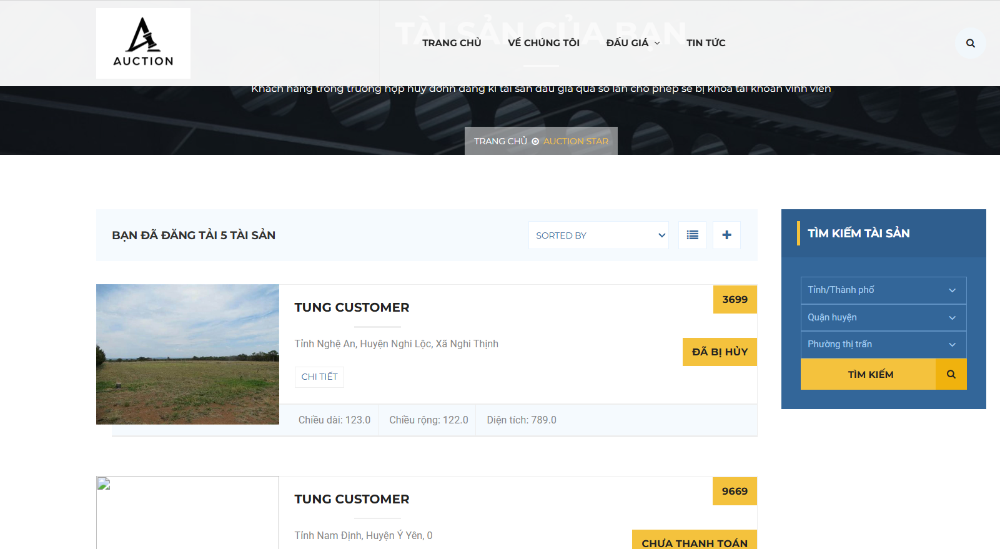 AUCTION
TÀI SẢN CỦA BẠN
TRANG CHỦ
VỀ CHÚNG TÔI
ĐẤU GIÁ
TIN TỨC
Khách hàng trong trường hợp hủy đơnn đăng kí tài sản đấu giá quá số lần cho phép sẽ bị khóa tài khoản vĩnh viễn
TRANG CHỦ AUCTION STAR
BẠN ĐÃ ĐĂNG TẢI 5 TÀI SẢN
SORTED BY
TUNG CUSTOMER
3699
Tỉnh Nghệ An, Huyện Nghi Lộc, Xã Nghi Thịnh
ĐÃ BỊ HỦY
CHI TIẾT
Chiều dài: 123.0
Chiều rộng: 122.0
Diện tích: 789.0
TUNG CUSTOMER
9669
Tỉnh Nam Định, Huyện Ý Yên, 0
CHƯA THANH TOÁN
TÌM KIẾM TÀI SẢN
Tỉnh/Thành phố
Quận huyện
Phường thị trấn
TÌM KIẾM